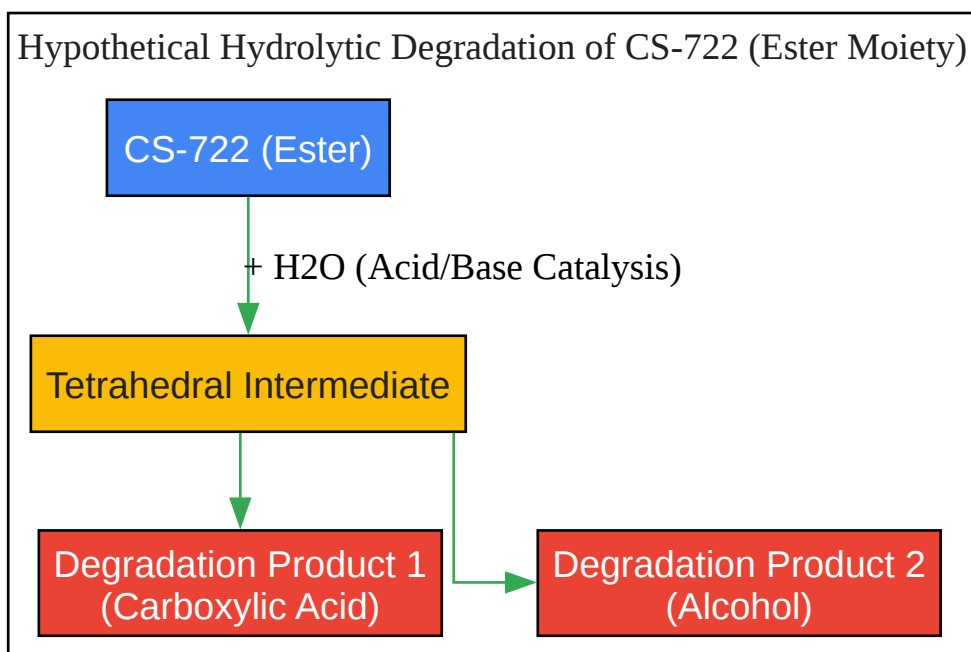 Hypothetical Hydrolytic Degradation of CS-722 (Ester Moiety)
CS-722 (Ester)
+ H2O (Acid/Base Catalysis)
Tetrahedral Intermediate
Degradation Product 1
(Carboxylic Acid)
Degradation Product 2
(Alcohol)